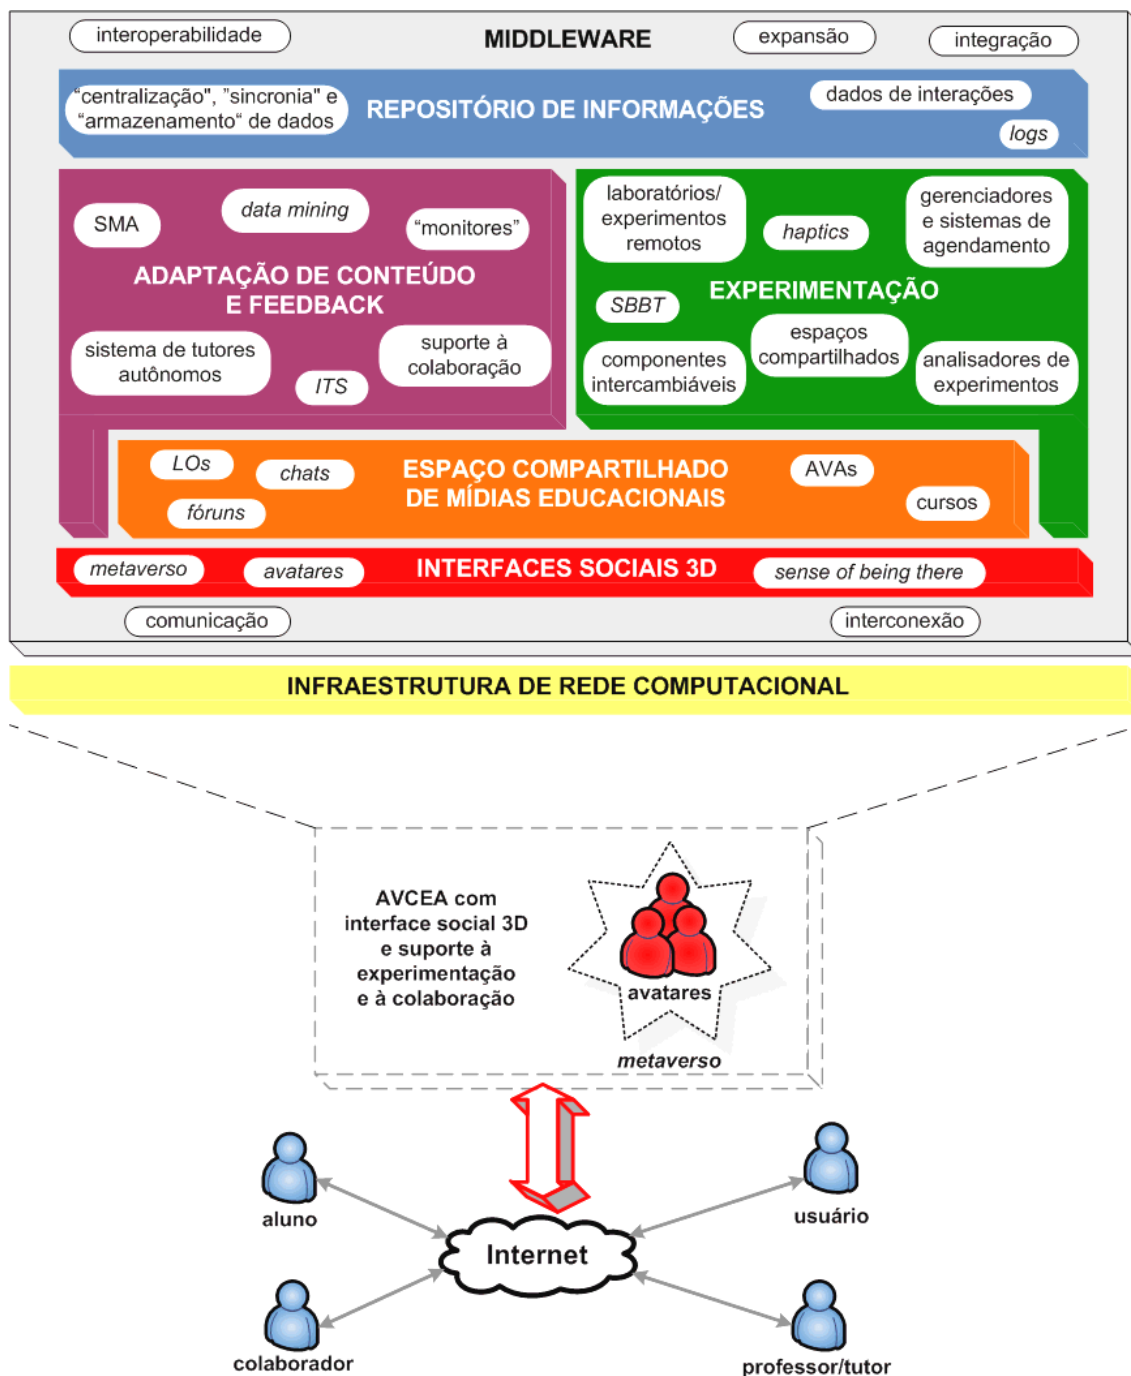 interoperabilidade
MIDDLEWARE
expansão
integração
“centralização", ”sincronia" e
“armazenamento“ de dados
REPOSITÓRIO DE INFORMAÇÕES
dados de interações
logs
SMA
data mining
“monitores”
ADAPTAÇÃO DE CONTEÚDO
E FEEDBACK
sistema de tutores
autônomos
ITS
suporte à
colaboração
laboratórios/
experimentos
remotos
haptics
gerenciadores
e sistemas de
agendamento
EXPERIMENTAÇÃO
SBBT
espaços
compartilhados
componentes
intercambiáveis
analisadores de
experimentos
LOs
chats
fóruns
ESPAÇO COMPARTILHADO
DE MÍDIAS EDUCACIONAIS
AVAs
cursos
metaverso
avatares
INTERFACES SOCIAIS 3D
sense of being there
comunicação
interconexão
INFRAESTRUTURA DE REDE COMPUTACIONAL
AVCEA com
interface social 3D
e suporte à
experimentação
e à colaboração
avatares
metaverso
aluno
usuário
Internet
colaborador
professor/tutor